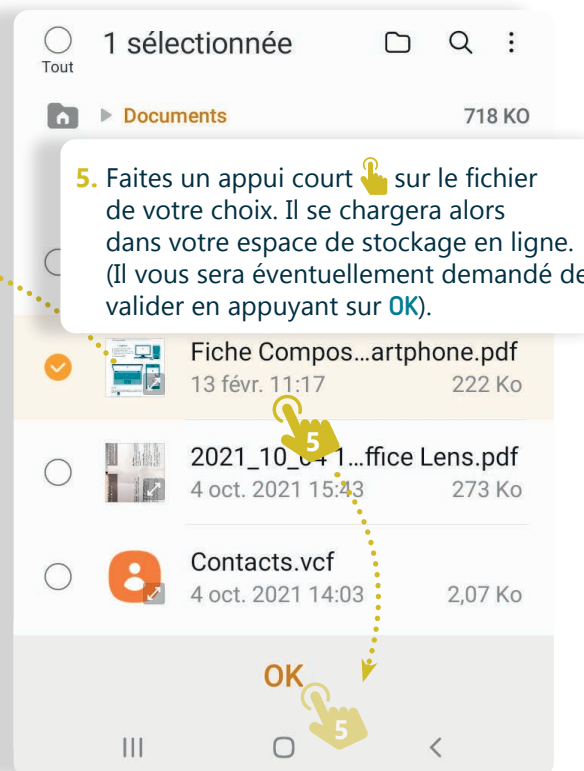 1 sélectionnée
Tout
Documents 718 KO
5. Faites un appui court sur le fichier
de votre choix. Il se chargera alors
dans votre espace de stockage en ligne.
(Il vous sera éventuellement demandé de
valider en appuyant sur OK).
Fiche Compos...artphone.pdf
13 févr. 11:17 222 Ko
5
2021_10_04 1...ffice Lens.pdf
4 oct. 2021 15:43 273 Ko
Contacts.vcf
4 oct. 2021 14:03 2,07 Ko
OK
5